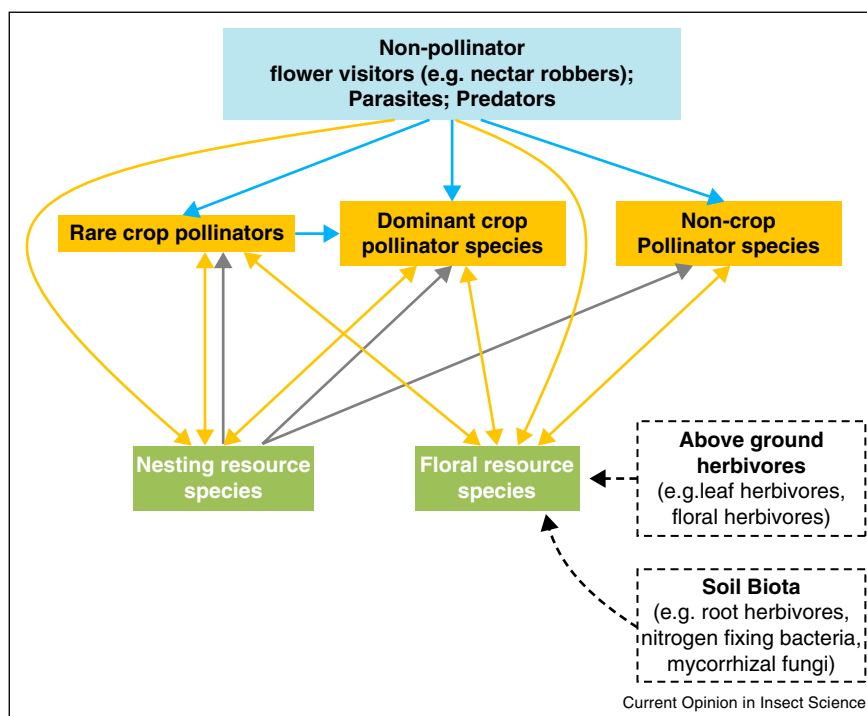 Non-pollinator
flower visitors (e.g. nectar robbers);
Parasites; Predators
Rare crop pollinators
Dominant crop
pollinator species
Non-crop
Pollinator species
Nesting resource
species
Floral resource
species
Above ground
herbivores
(e.g.leaf herbivores,
floral herbivores)
Soil Biota
(e.g. root herbivores,
nitrogen fixing bacteria,
mycorrhizal fungi)
Current Opinion in Insect Science